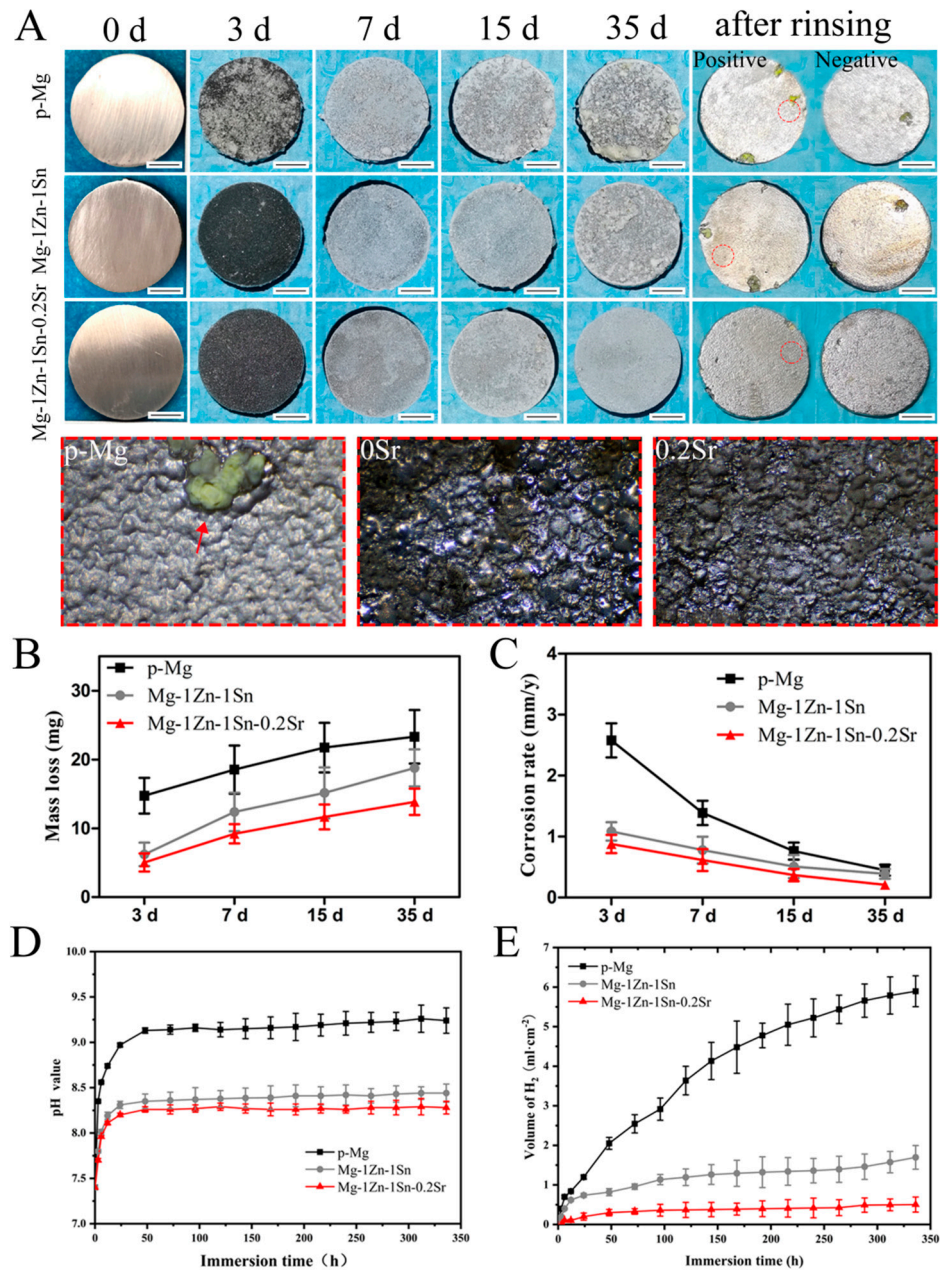 A
0 d 3 d 7 d 15 d 35 d after rinsing
Positive Negative
p-Mg
Mg-1Zn-1Sn
Mg-1Zn-1Sn-0.2Sr
p-Mg 0Sr 0.2Sr
B
p-Mg
Mg-1Zn-1Sn
Mg-1Zn-1Sn-0.2Sr
Mass loss (mg)
30
20
10
0
3 d 7 d 15 d 35 d
C
p-Mg
Mg-1Zn-1Sn
Mg-1Zn-1Sn-0.2Sr
Corrosion rate (mm/y)
4
3
2
1
0
3 d 7 d 15 d 35 d
D
pH value
10.0
9.5
9.0
8.5
8.0
7.5
7.0
p-Mg
Mg-1Zn-1Sn
Mg-1Zn-1Sn-0.2Sr
0 50 100 150 200 250 300 350
Immersion time（h）
E
p-Mg
Mg-1Zn-1Sn
Mg-1Zn-1Sn-0.2Sr
Volume of H₂ (ml·cm⁻²)
6
5
4
3
2
1
0
0 50 100 150 200 250 300 350
Immersion time (h)